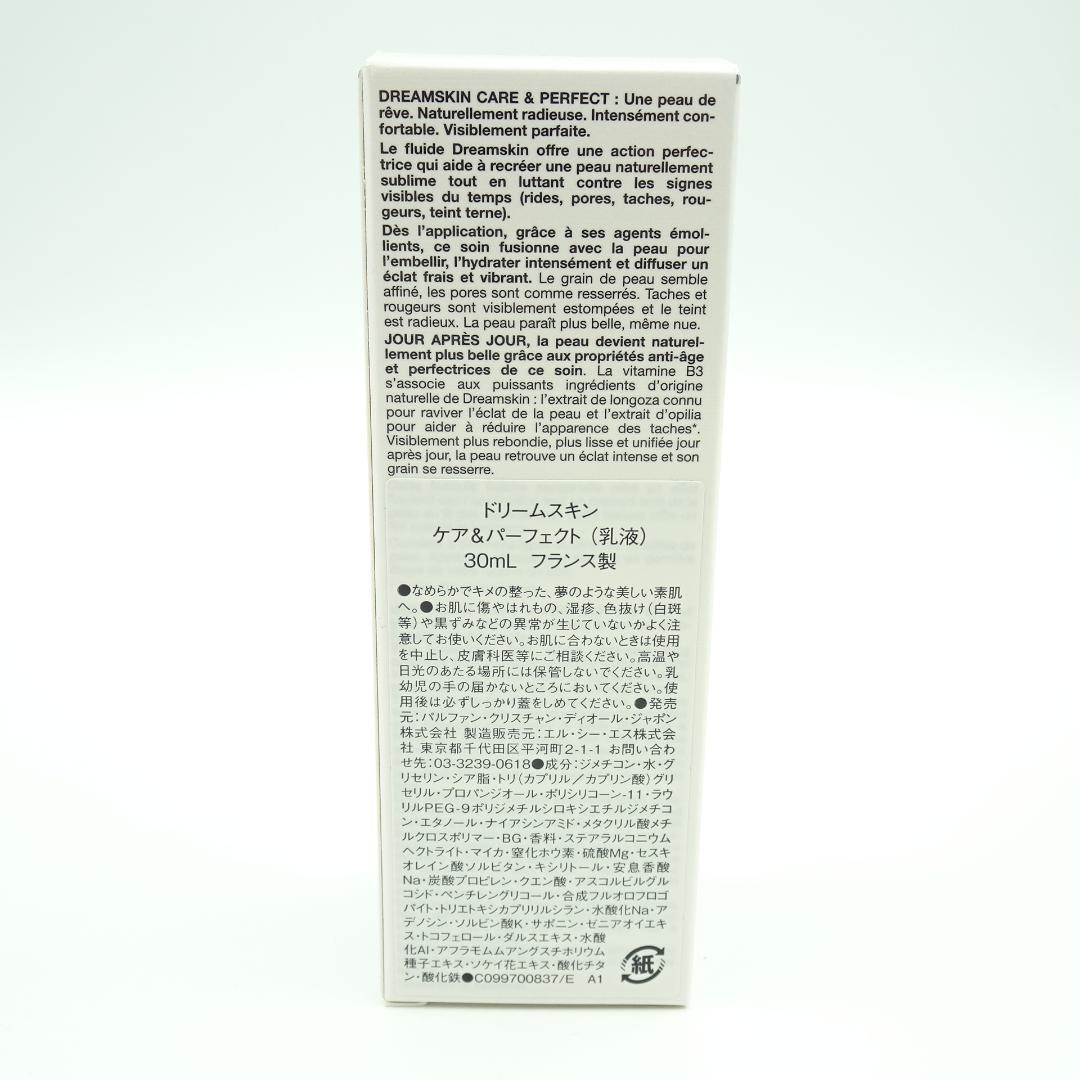 DREAMSKIN CARE & PERFECT : Une peau de
rêve. Naturellement radieuse. Intensément con-
fortable. Visiblement parfaite.
Le fluide Dreamskin offre une action perfec-
trice qui aide à recréer une peau naturellement
sublime tout en luttant contre les signes
visibles du temps (rides, pores, taches, rou-
geurs, teint terne).
Dès l'application, grâce à ses agents émol-
lients, ce soin fusionne avec la peau pour
l'embellir, l'hydrater intensément et diffuser un
éclat frais et vibrant. Le grain de peau semble
affiné, les pores sont comme resserrés. Taches et
rougeurs sont visiblement estompées et le teint
est radieux. La peau paraît plus belle, même nue.
JOUR APRÈS JOUR, la peau devient naturel-
lement plus belle grâce aux propriétés anti-âge
et perfectrices de ce soin. La vitamine B3
s'associe aux puissants ingrédients d'origine
naturelle de Dreamskin : l'extrait de longoza connu
pour raviver l'éclat de la peau et l'extrait d'opilia
pour aider à réduire l'apparence des taches*.
Visiblement plus rebondie, plus lisse et unifiée jour
après jour, la peau retrouve un éclat intense et son
grain se resserre.
ドリームスキン
ケア&パーフェクト（乳液）
30mL フランス製
●なめらかでキメの整った、夢のような美しい素肌
へ。●お肌に傷やはれもの、湿疹、色抜け(白斑
等)や黒ずみなどの異常が生じていないかよく注
意してお使いください。お肌に合わないときは使用
を中止し、皮膚科医等にご相談ください。高温や
日光のあたる場所には保管しないでください。乳
幼児の手の届かないところにおいてください。使
用後は必ずしっかり蓋をしめてください。●発売
元：パルファン・クリスチャン・ディオール・ジャポン
株式会社 製造販売元：エル・シー・エス株式会
社 東京都千代田区平河町2-1-1 お問い合わ
せ先：03-3239-0618●成分：ジメチコン・水・グ
リセリン・シア脂・トリ（カプリル／カプリン酸）グリ
セリル・プロパンジオール・ポリシリコーン-11・ラウ
リルPEG-9ポリジメチルシロキシエチルジメチコ
ン・エタノール・ナイアシンアミド・メタクリル酸メチ
ルクロスポリマー・BG・香料・ステアラルコニウム
ヘクトライト・マイカ・窒化ホウ素・硫酸Mg・セスキ
オレイン酸ソルビタン・キシリトール・安息香酸
Na・炭酸プロピレン・クエン酸・アスコルビルグル
コシド・ペンチレングリコール・合成フルオロフロゴ
パイト・トリエトキシカプリリルシラン・水酸化Na・ア
デノシン・ソルビン酸K・サポニン・ゼニアオイエキ
ス・トコフェロール・ダルスエキス・水酸
化Al・アフラモムムアングスチホリウム
種子エキス・ソケイ花エキス・酸化チタ
ン・酸化鉄●C099700837/E A1
紙